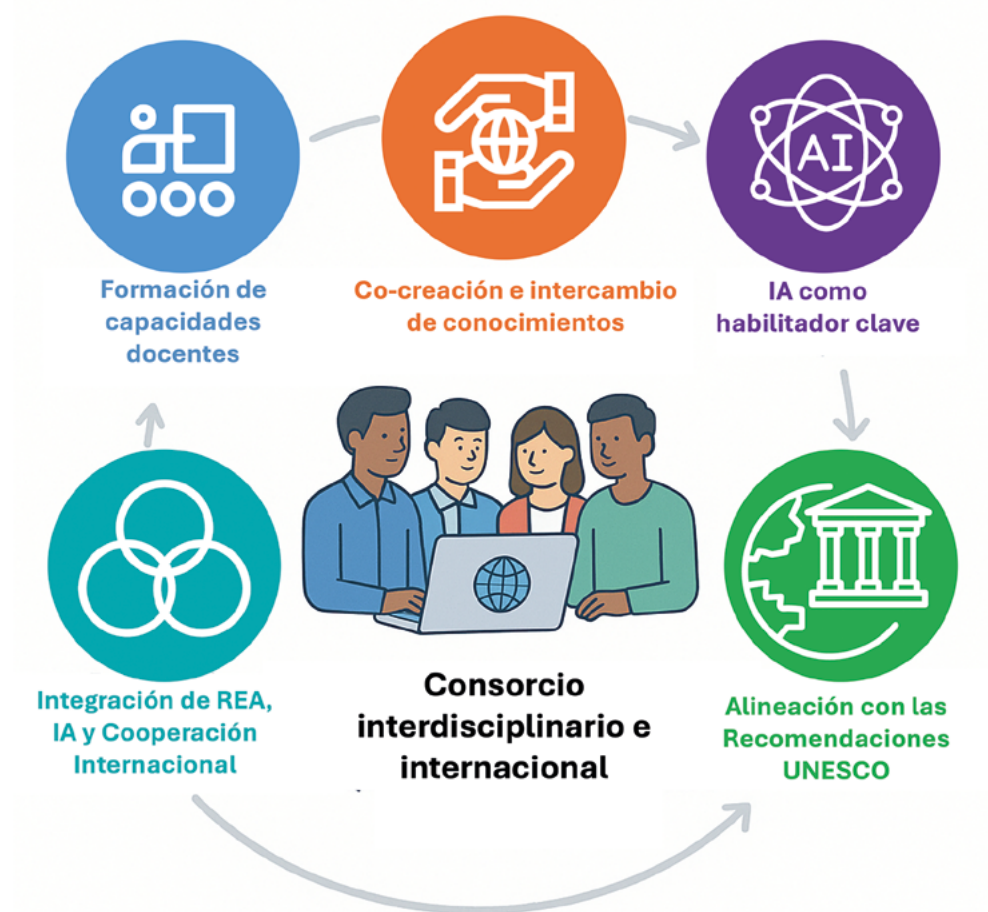 AI
Formación de
capacidades
docentes
Co-creación e intercambio
de conocimientos
IA como
habilitador clave
Integración de REA,
IA y Cooperación
Internacional
Consorcio
interdisciplinario e
internacional
Alineación con las
Recomendaciones
UNESCO